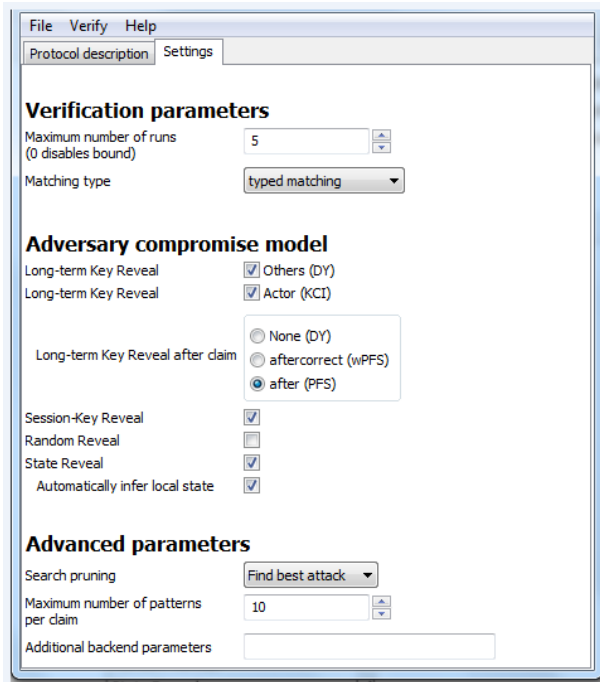 File Verify Help
Protocol description Settings
Verification parameters
Maximum number of runs
(0 disables bound)
5
Matching type typed matching
Adversary compromise model
Long-term Key Reveal Others (DY)
Long-term Key Reveal Actor (KCI)
None (DY)
Long-term Key Reveal after claim aftercorrect (wPFS)
after (PFS)
Session-Key Reveal
Random Reveal
State Reveal
Automatically infer local state
Advanced parameters
Search pruning Find best attack
Maximum number of patterns
per claim
10
Additional backend parameters